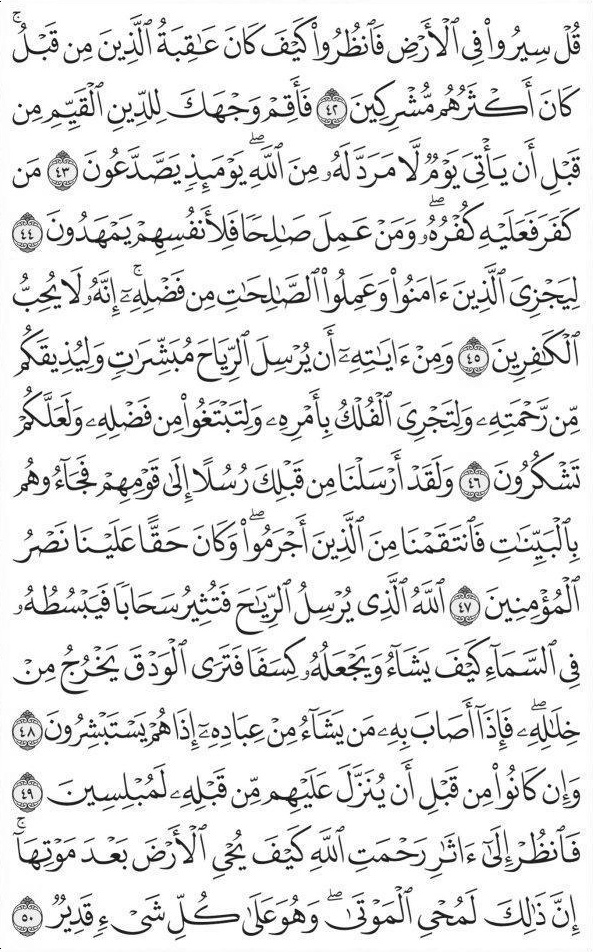 قُلۡ سِيرُواْ فِي ٱلۡأَرۡضِ فَٱنظُرُواْ كَيۡفَ كَانَ عَٰقِبَةُ ٱلَّذِينَ مِن قَبۡلُۚ
كَانَ أَكۡثَرُهُم مُّشۡرِكِينَ ٤٢ فَأَقِمۡ وَجۡهَكَ لِلدِّينِ ٱلۡقَيِّمِ مِن
قَبۡلِ أَن يَأۡتِيَ يَوۡمٞ لَّا مَرَدَّ لَهُۥ مِنَ ٱللَّهِۖ يَوۡمَئِذٖ يَصَّدَّعُونَ ٤٣ مَن
كَفَرَ فَعَلَيۡهِ كُفۡرُهُۥۖ وَمَنۡ عَمِلَ صَٰلِحٗا فَلِأَنفُسِهِمۡ يَمۡهَدُونَ ٤٤
لِيَجۡزِيَ ٱلَّذِينَ ءَامَنُواْ وَعَمِلُواْ ٱلصَّٰلِحَٰتِ مِن فَضۡلِهِۦٓۚ إِنَّهُۥ لَا يُحِبُّ
ٱلۡكَٰفِرِينَ ٤٥ وَمِنۡ ءَايَٰتِهِۦٓ أَن يُرۡسِلَ ٱلرِّيَاحَ مُبَشِّرَٰتٖ وَلِيُذِيقَكُم
مِّن رَّحۡمَتِهِۦ وَلِتَجۡرِيَ ٱلۡفُلۡكُ بِأَمۡرِهِۦ وَلِتَبۡتَغُواْ مِن فَضۡلِهِۦ وَلَعَلَّكُمۡ
تَشۡكُرُونَ ٤٦ وَلَقَدۡ أَرۡسَلۡنَا مِن قَبۡلِكَ رُسُلًا إِلَىٰ قَوۡمِهِمۡ فَجَآءُوهُم
بِٱلۡبَيِّنَٰتِ فَٱنتَقَمۡنَا مِنَ ٱلَّذِينَ أَجۡرَمُواْۖ وَكَانَ حَقًّا عَلَيۡنَا نَصۡرُ
ٱلۡمُؤۡمِنِينَ ٤٧ ٱللَّهُ ٱلَّذِي يُرۡسِلُ ٱلرِّيَٰحَ فَتُثِيرُ سَحَابٗا فَيَبۡسُطُهُۥ
فِي ٱلسَّمَآءِ كَيۡفَ يَشَآءُ وَيَجۡعَلُهُۥ كِسَفٗا فَتَرَى ٱلۡوَدۡقَ يَخۡرُجُ مِنۡ
خِلَٰلِهِۦۖ فَإِذَآ أَصَابَ بِهِۦ مَن يَشَآءُ مِنۡ عِبَادِهِۦٓ إِذَا هُمۡ يَسۡتَبۡشِرُونَ ٤٨
وَإِن كَانُواْ مِن قَبۡلِ أَن يُنَزَّلَ عَلَيۡهِم مِّن قَبۡلِهِۦ لَمُبۡلِسِينَ ٤٩
فَٱنظُرۡ إِلَىٰٓ ءَاثَٰرِ رَحۡمَتِ ٱللَّهِ كَيۡفَ يُحۡيِ ٱلۡأَرۡضَ بَعۡدَ مَوۡتِهَآۚ
إِنَّ ذَٰلِكَ لَمُحۡيِ ٱلۡمَوۡتَىٰۖ وَهُوَ عَلَىٰ كُلِّ شَيۡءٖ قَدِيرٞ ٥٠